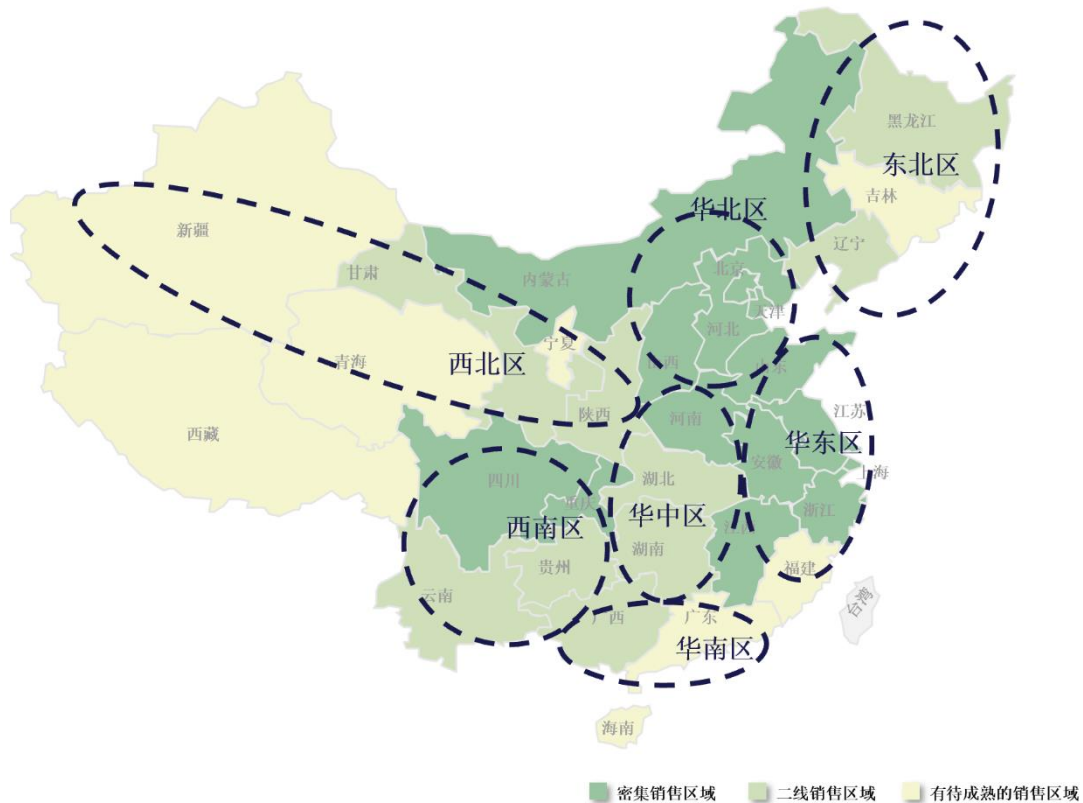 黑龙江
东北区
吉林
华北区
新疆
辽宁
北京
甘肃
内蒙古
天津
河北
宁夏
青海
西北区
陕西
河南
江苏
西藏
华东区
安徽
上海
四川
湖北
重庆
浙江
西南区
华中区
湖南
贵州
福建
云南
台湾
广西
广东
华南区
海南
密集销售区域
二线销售区域
有待成熟的销售区域